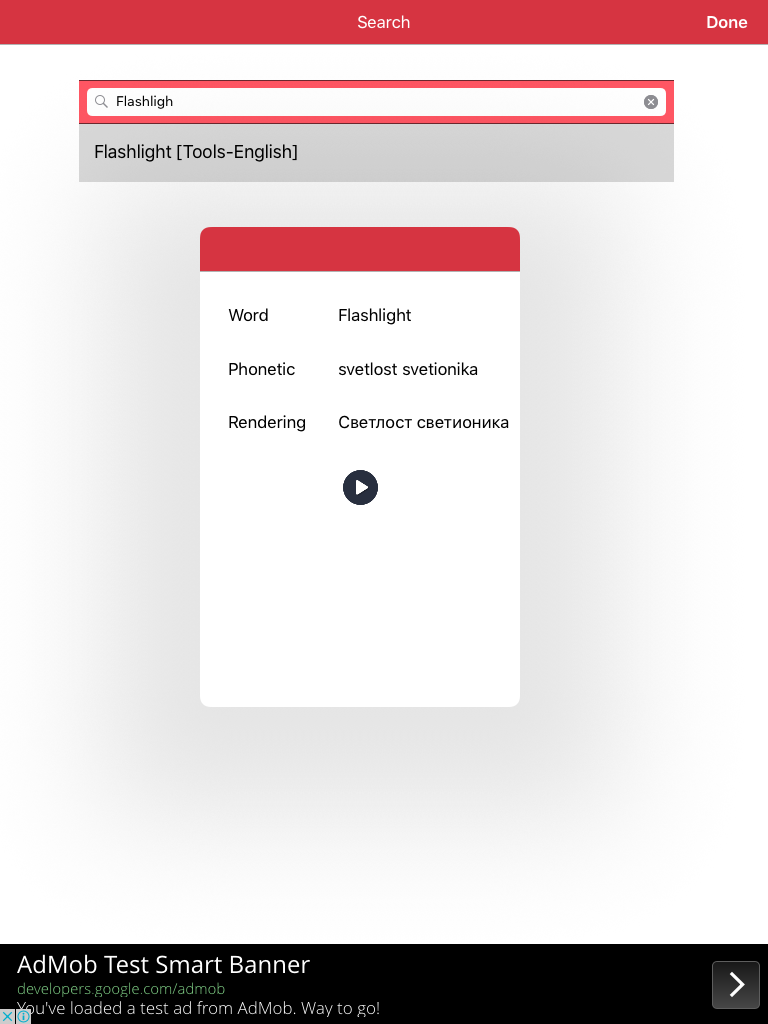 Search
Done
Flashligh
Flashlight [Tools-English]
Word Flashlight
Phonetic svetlost svetionika
Rendering Светлост светионика
AdMob Test Smart Banner
developers.google.com/admob
You've loaded a test ad from AdMob. Way to go!